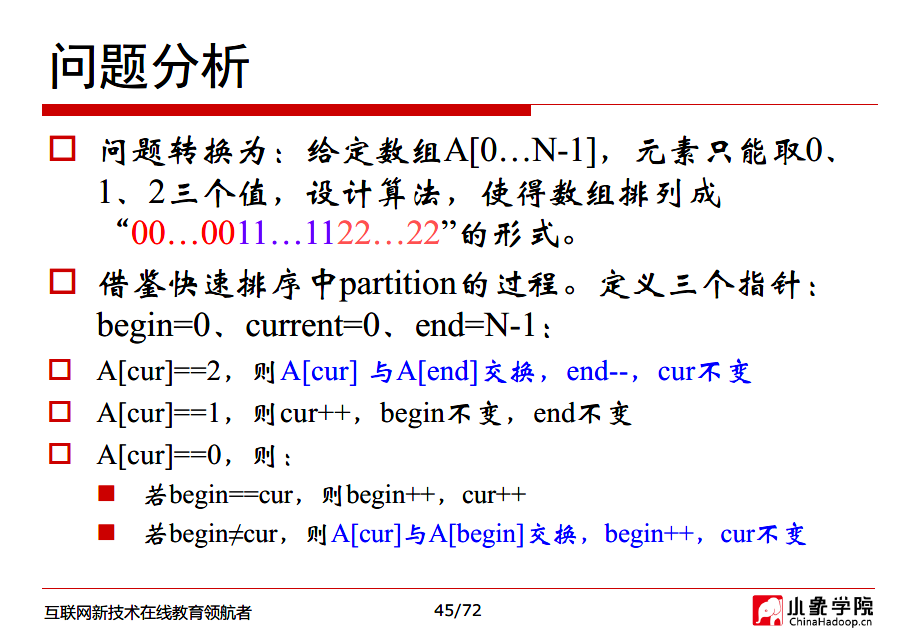 问题分析
问题转换为：给定数组A[0…N-1]，元素只能取0、
1、2三个值，设计算法，使得数组排列成
“00…0011…1122…22”的形式。
借鉴快速排序中partition的过程。定义三个指针：
begin=0、current=0、end=N-1：
A[cur]==2，则A[cur] 与A[end]交换，end--，cur不变
A[cur]==1，则cur++，begin不变，end不变
A[cur]==0，则：
若begin==cur，则begin++，cur++
若begin≠cur，则A[cur]与A[begin]交换，begin++，cur不变
互联网新技术在线教育领航者
45/72
小象学院
ChinaHadoop.cn